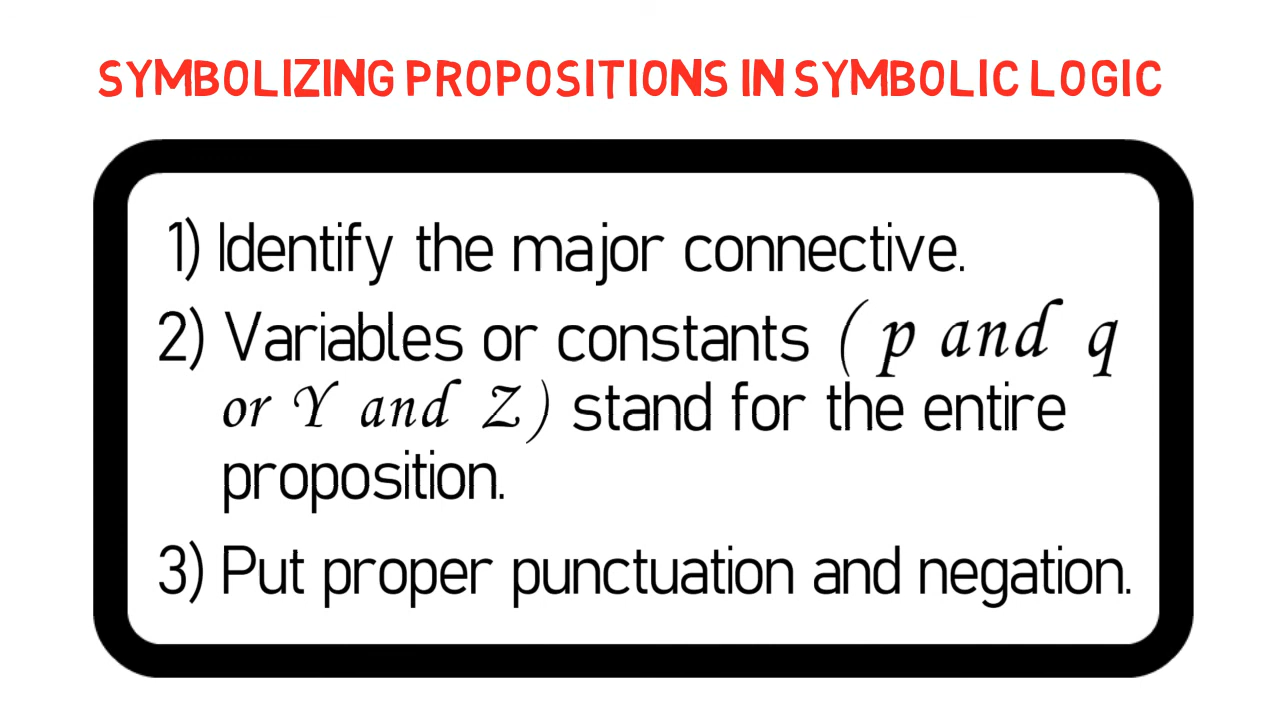 SYMBOLIZING PROPOSITIONS IN SYMBOLIC LOGIC
1) Identify the major connective.
2) Variables or constants ( p and q
or Y and Z) stand for the entire
proposition.
3) Put proper punctuation and negation.